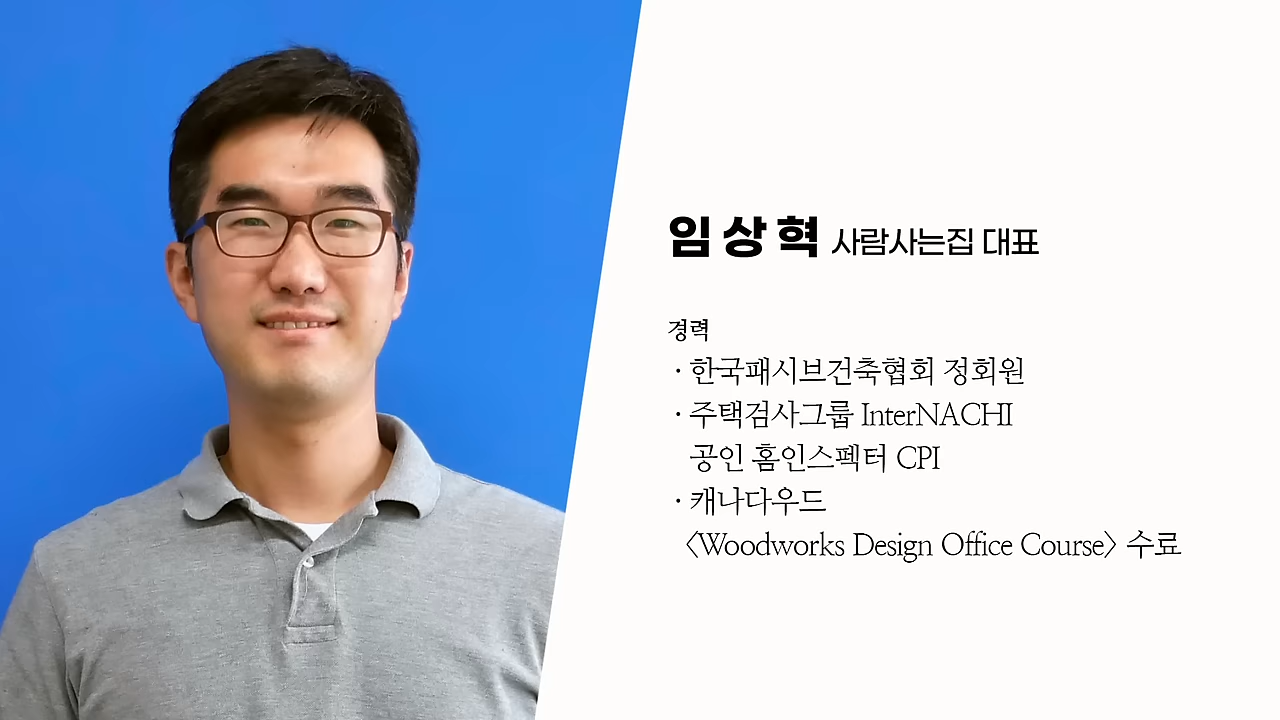 임상혁 사람사는집 대표
경력
· 한국패시브건축협회 정회원
· 주택검사그룹 InterNACHI
공인 홈인스펙터 CPI
· 캐나다우드
〈Woodworks Design Office Course〉 수료